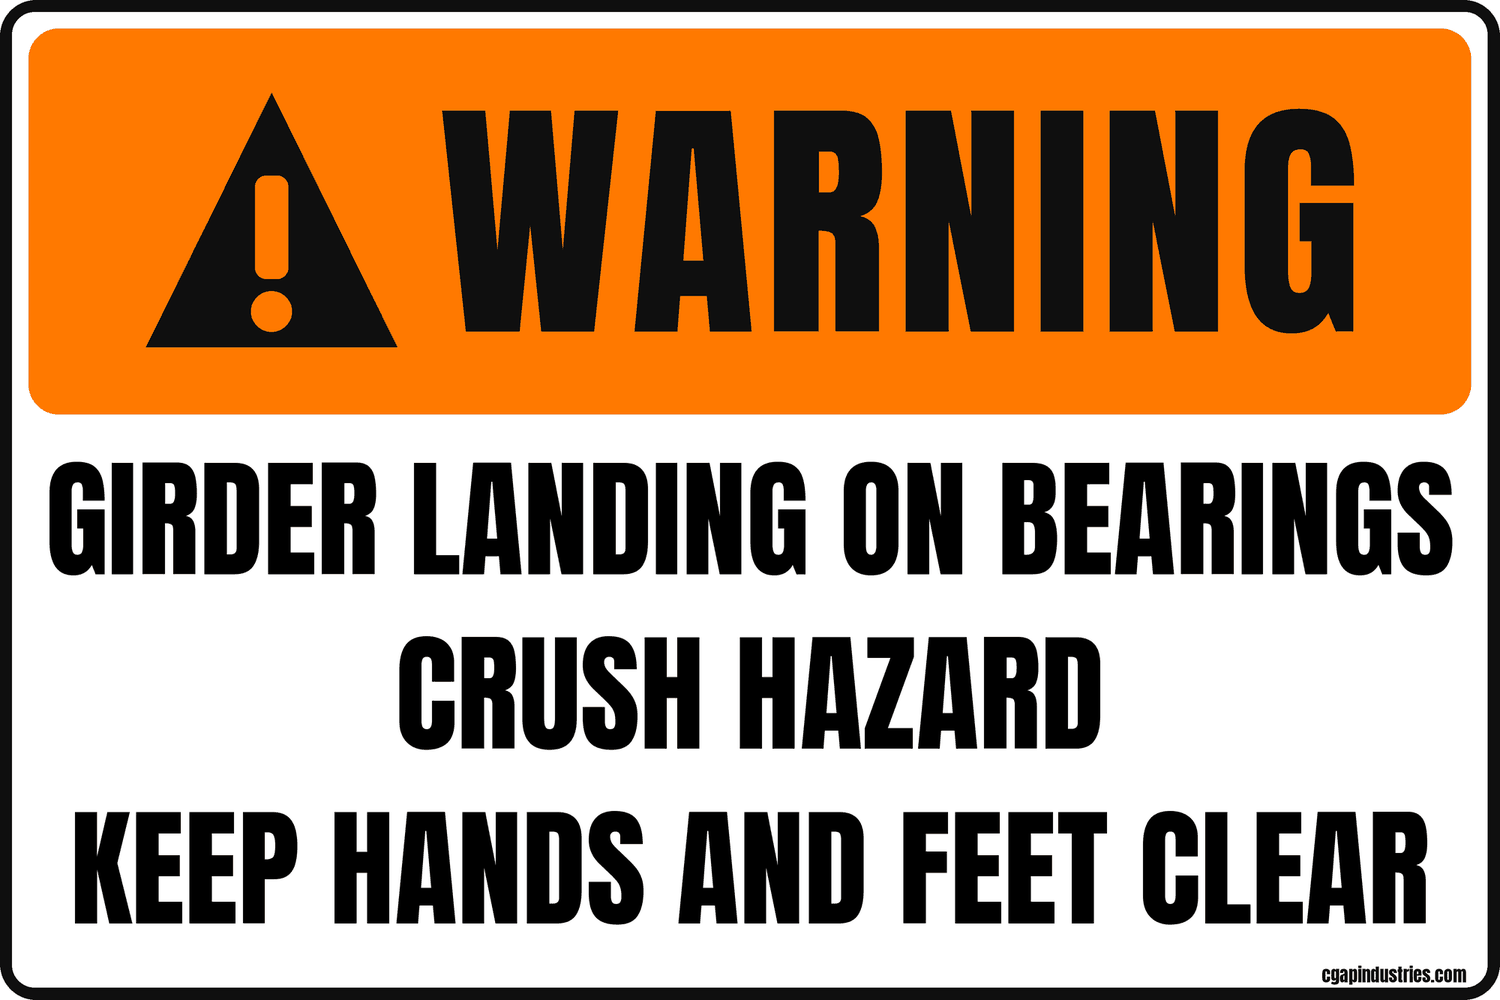 WARNING
GIRDER LANDING ON BEARINGS
CRUSH HAZARD
KEEP HANDS AND FEET CLEAR
cgapindustries.com